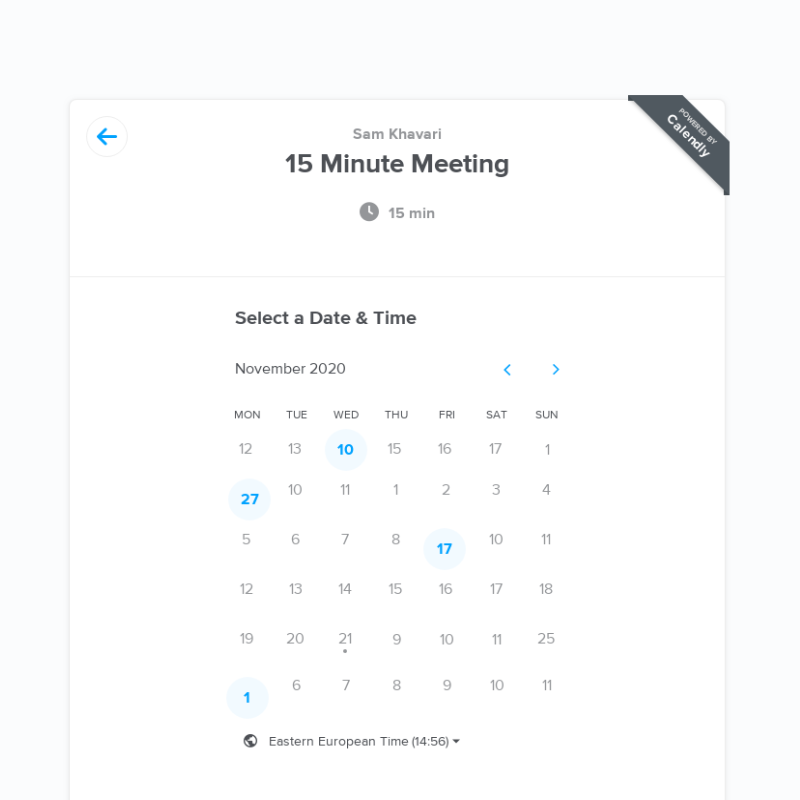 POWERED BY
Calendly
Sam Khavari
15 Minute Meeting
15 min
Select a Date & Time
November 2020
MON TUE WED THU FRI SAT SUN
12 13 10 15 16 17 1
27 10 11 1 2 3 4
5 6 7 8 17 10 11
12 13 14 15 16 17 18
19 20 21 9 10 11 25
1 6 7 8 9 10 11
Eastern European Time (14:56)